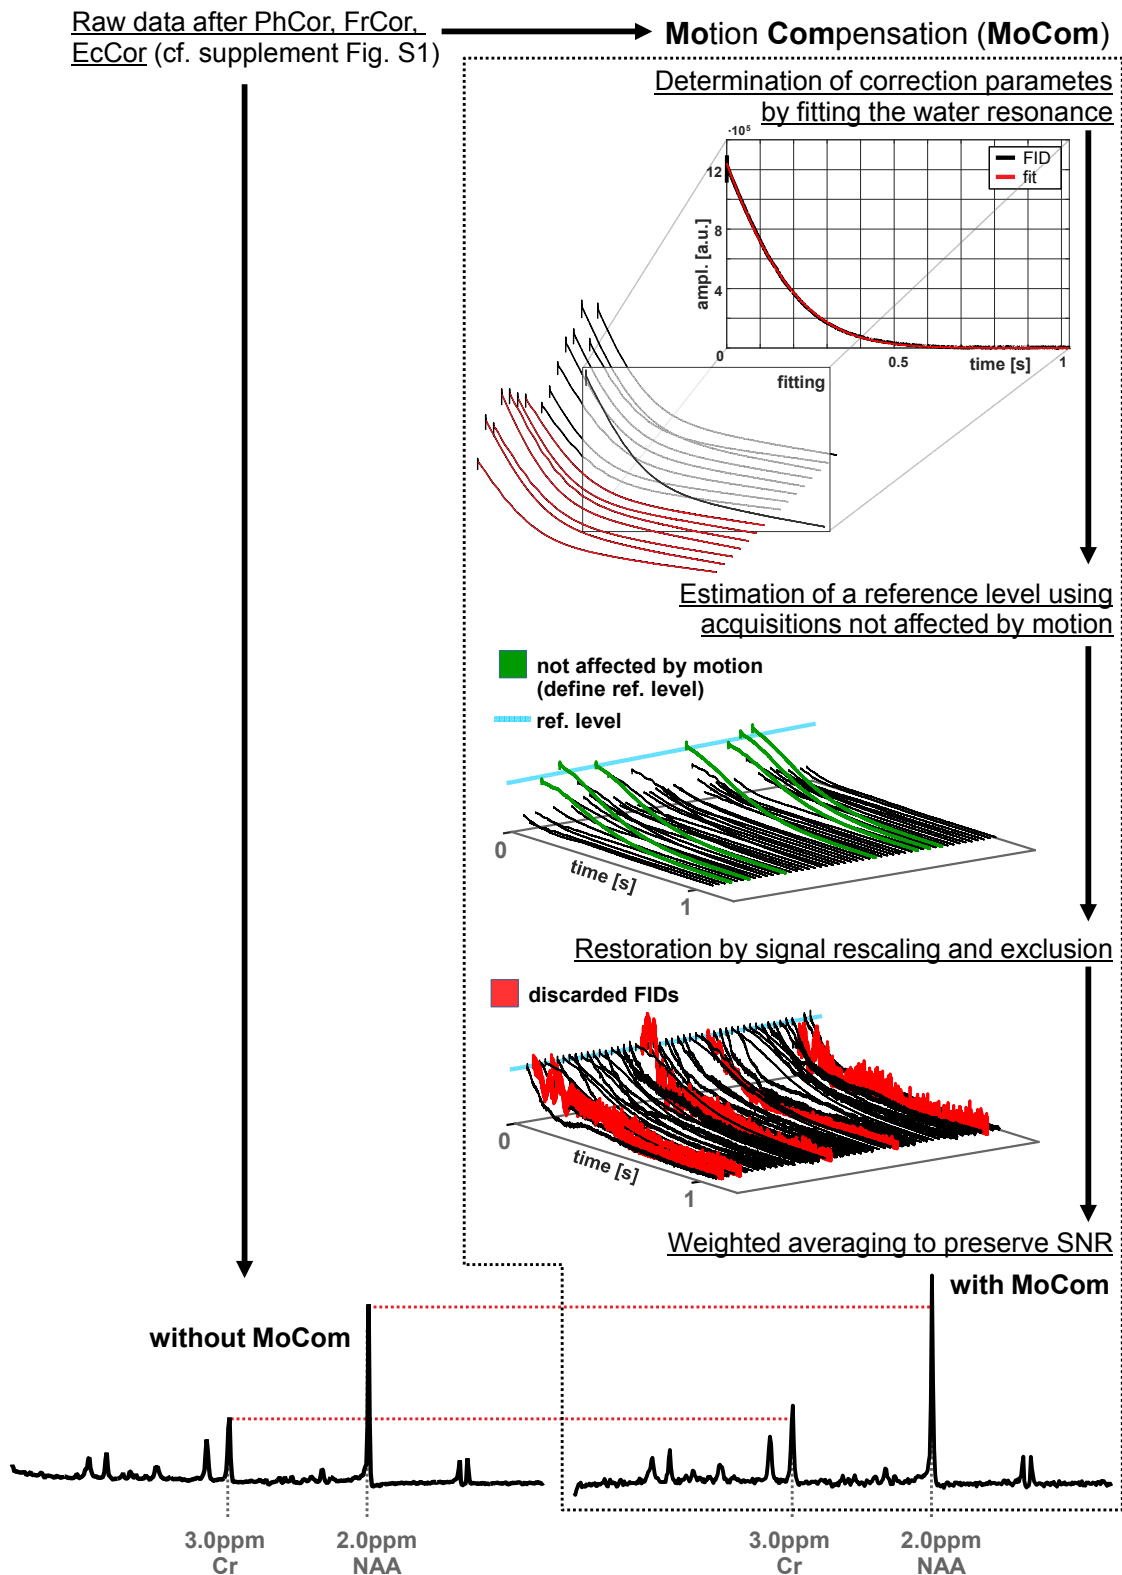 Raw data after PhCor, FrCor,
EcCor (cf. supplement Fig. S1)
Motion Compensation (MoCom)
Determination of correction parametes
by fitting the water resonance
·10⁵
FID
fit
12
8
4
0
0.5
1
ampl. [a.u.]
time [s]
fitting
Estimation of a reference level using
acquisitions not affected by motion
not affected by motion
(define ref. level)
ref. level
0
time [s]
1
Restoration by signal rescaling and exclusion
discarded FIDs
0
time [s]
1
Weighted averaging to preserve SNR
with MoCom
without MoCom
3.0ppm
Cr
2.0ppm
NAA
3.0ppm
Cr
2.0ppm
NAA